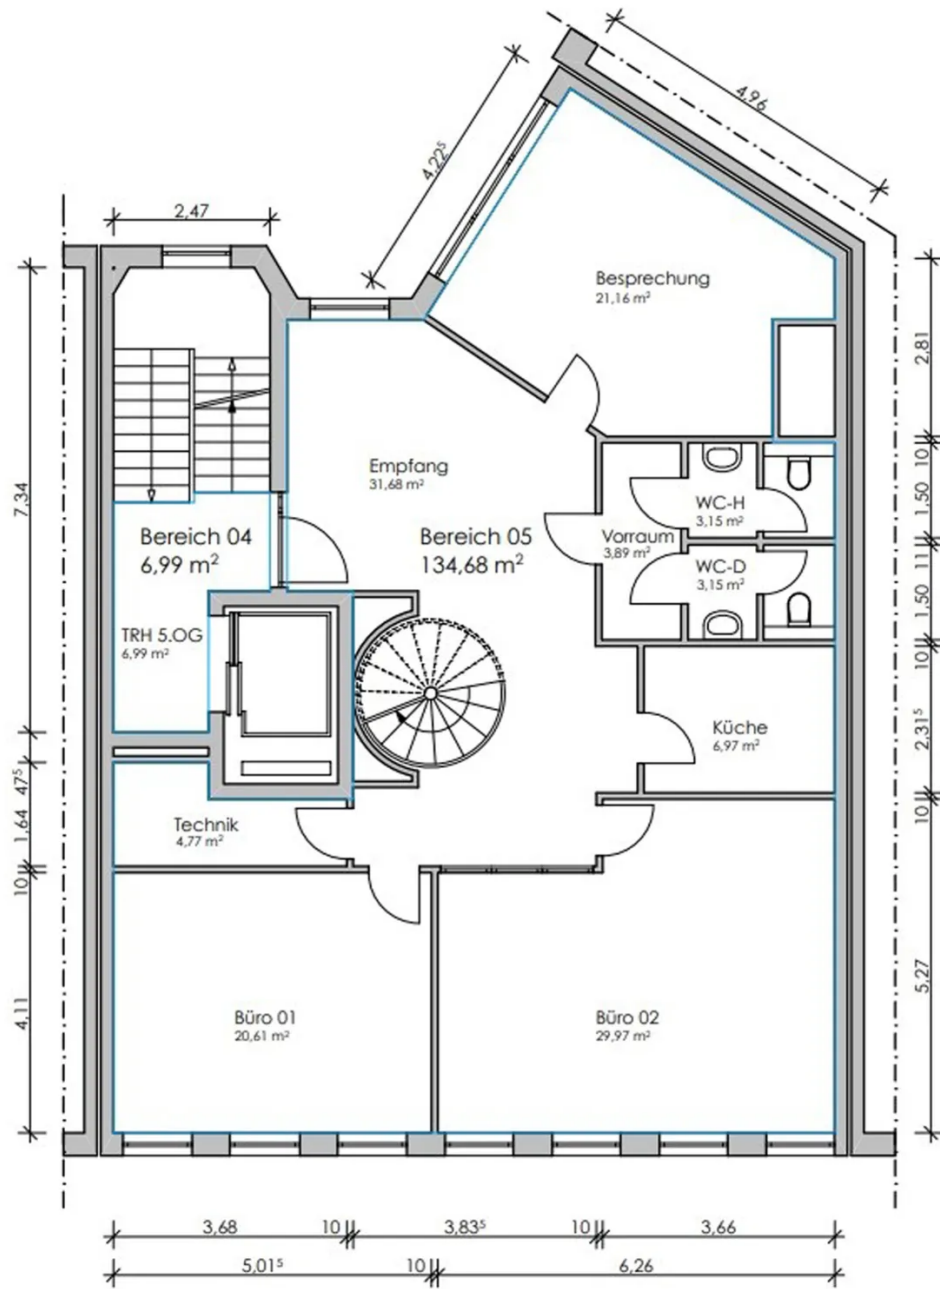 4,96
4,22⁵
2,47
Besprechung
21,16 m²
2,81
Empfang
31,68 m²
10
7,34
WC-H
3,15 m²
1,50
Bereich 04
6,99 m²
Bereich 05
134,68 m²
Vorraum
3,89 m²
11
WC-D
3,15 m²
1,50
TRH 5.OG
6,99 m²
10
Küche
6,97 m²
2,31⁵
47⁵
10
Technik
4,77 m²
1,64
10
5,27
4,11
Büro 01
20,61 m²
Büro 02
29,97 m²
3,68 10 3,83⁵ 10 3,66
5,01⁵ 10 6,26